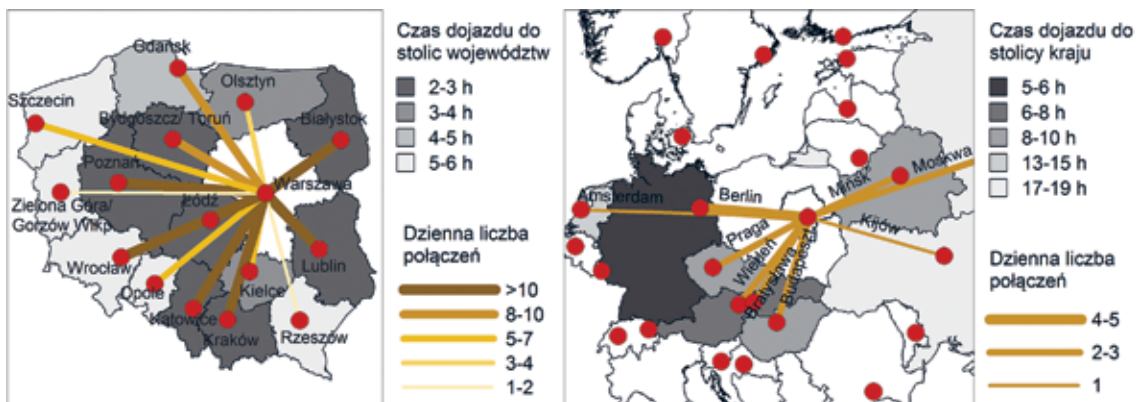 Gdańsk
Olsztyn
Szczecin
Bydgoszcz/ Toruń
Białystok
Poznań
Warszawa
Łódź
Zielona Góra/
Gorzów Wlkp
Wrocław
Lublin
Opole
Kielce
Katowice
Kraków
Rzeszów
Czas dojazdu do
stolic województw
2-3 h
3-4 h
4-5 h
5-6 h
Dzienna liczba
połączeń
>10
8-10
5-7
3-4
1-2
Amsterdam
Berlin
Mińsk
Moskwa
Praga
Kijów
Wiedeń
Bratysława
Budapeszt
Czas dojazdu do
stolicy kraju
5-6 h
6-8 h
8-10 h
13-15 h
17-19 h
Dzienna liczba
połączeń
4-5
2-3
1